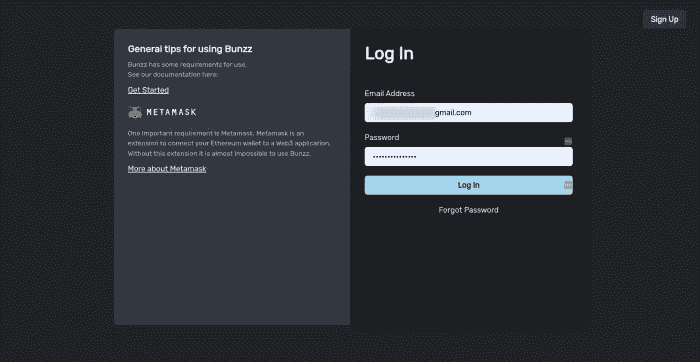 Sign Up
General tips for using Bunzz
Bunzz has some requirements for use.
See our documentation here:
Get Started
METAMASK
One important requirement is Metamask. Metamask is an
extension to connect your Ethereum wallet to a Web3 application.
Without this extension it is almost impossible to use Bunzz.
More about Metamask
Log In
Email Address
gmail.com
Password
•••••••••••••••
Log In
Forgot Password